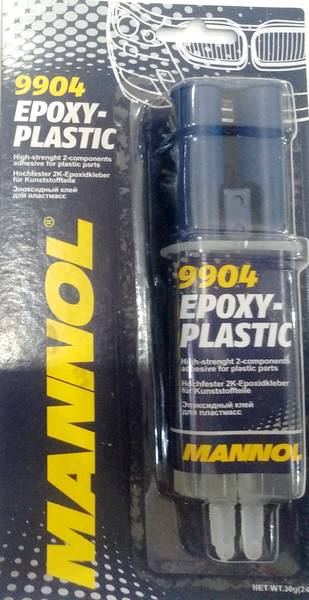 9904
EPOXY-
PLASTIC
High-strenght 2-components
adhesive for plastic parts
Hochfester 2K-Epoxidkleber
für Kunststoffteile
Эпоксидный клей
для пластмасс
MANNOL®
9904
EPOXY-
PLASTIC
High-strenght 2-components
adhesive for plastic parts
Hochfester 2K-Epoxidkleber
für Kunststoffteile
Эпоксидный клей
для пластмасс
MANNOL
NET WT.30g(24